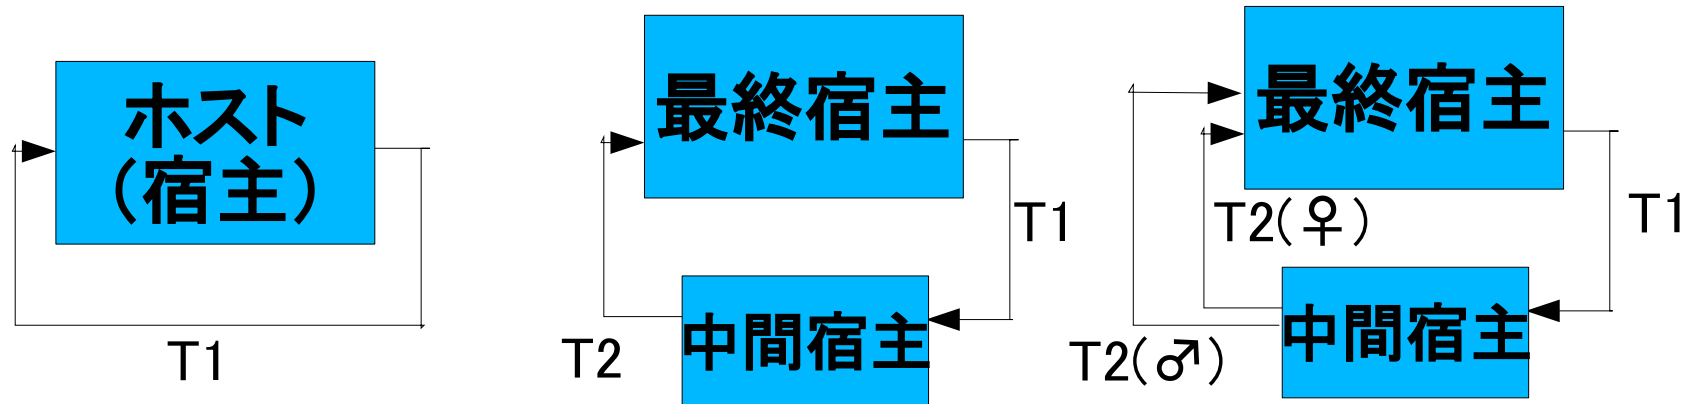 ホスト
(宿主)
T1
最終宿主
T1
中間宿主
T2
最終宿主
T2(♀)
T1
中間宿主
T2(♂)